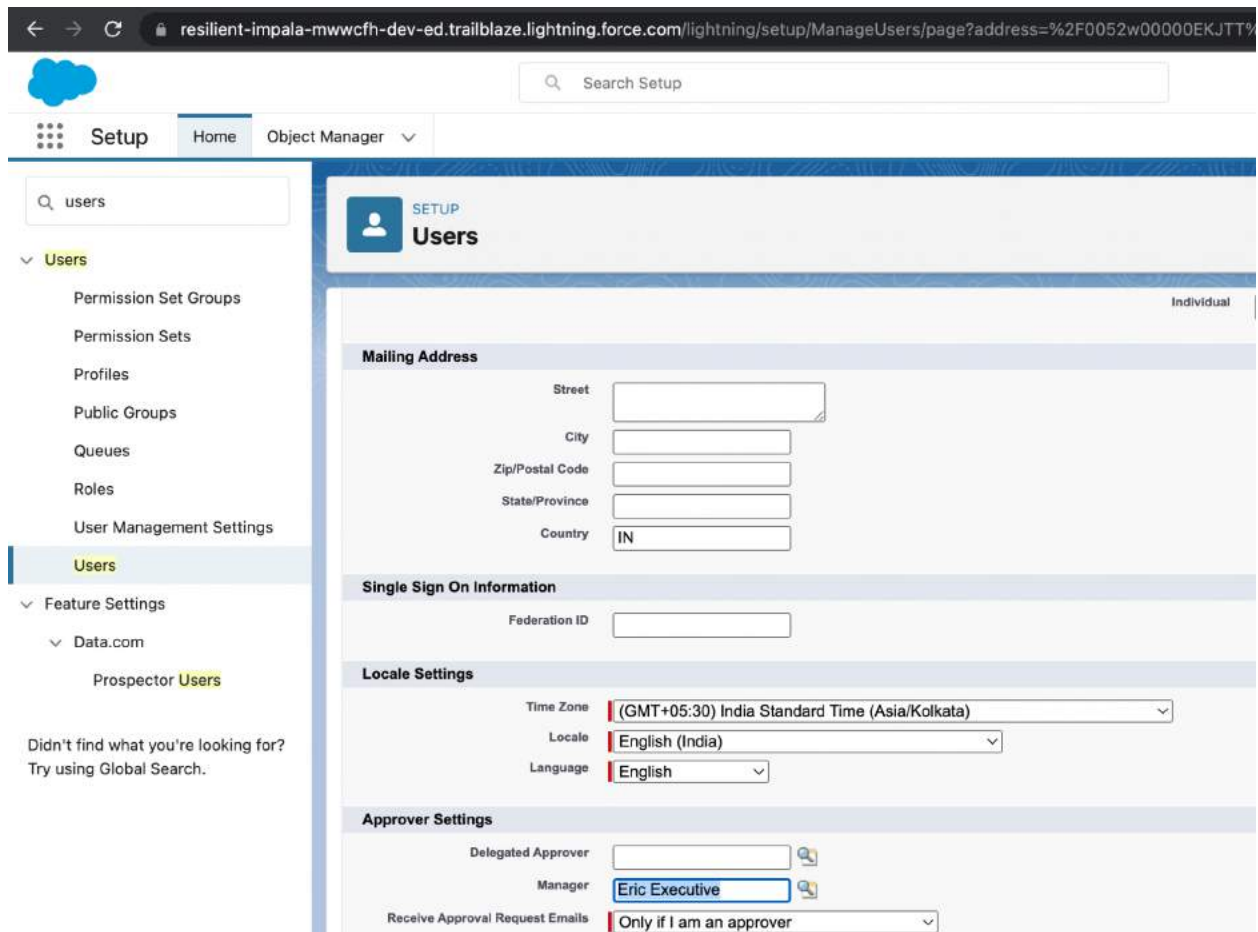 resilient-impala-mwwcfh-dev-ed.trailblaze.lightning.force.com/lightning/setup/ManageUsers/page?address=%2F0052w00000EKJTT%
Search Setup
Setup
Home
Object Manager
users
Users
Permission Set Groups
Permission Sets
Profiles
Public Groups
Queues
Roles
User Management Settings
Users
Feature Settings
Data.com
Prospector Users
Didn't find what you're looking for?
Try using Global Search.
SETUP
Users
Individual
Mailing Address
Street
City
Zip/Postal Code
State/Province
Country IN
Single Sign On Information
Federation ID
Locale Settings
Time Zone (GMT+05:30) India Standard Time (Asia/Kolkata)
Locale English (India)
Language English
Approver Settings
Delegated Approver
Manager Eric Executive
Receive Approval Request Emails Only if I am an approver